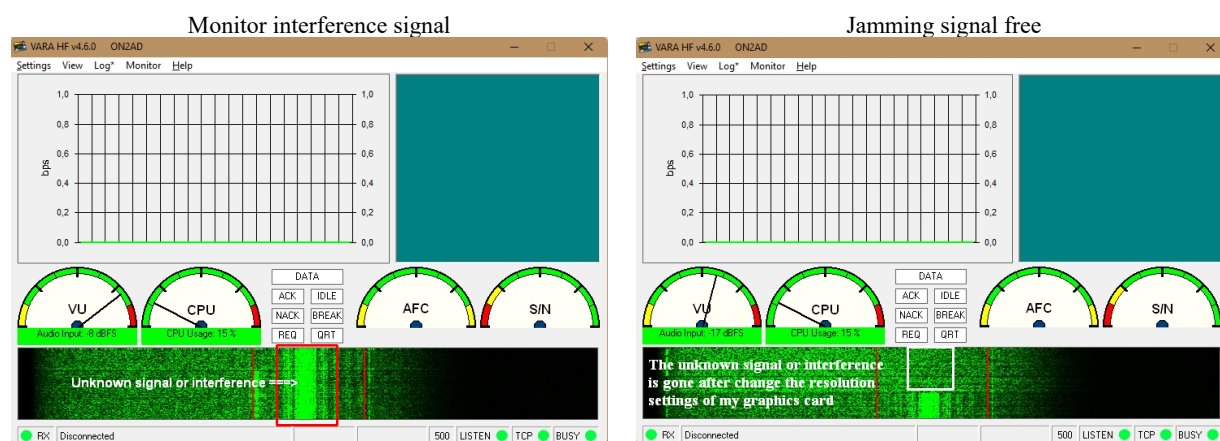 Monitor interference signal
VARA HF v4.6.0 ON2AD
Settings View Log* Monitor Help
1,0 1,0
0,8 0,8
0,6 0,6
bps
0,4 0,4
0,2 0,2
0,0 0,0
DATA
ACK IDLE
NACK BREAK
REQ QRT
VU
Audio Input: -8 dBFS
CPU
CPU Usage: 15 %
AFC
S/N
Unknown signal or interference ===>
RX Disconnected 500 LISTEN TCP BUSY
Jamming signal free
VARA HF v4.6.0 ON2AD
Settings View Log* Monitor Help
1,0 1,0
0,8 0,8
0,6 0,6
bps
0,4 0,4
0,2 0,2
0,0 0,0
DATA
ACK IDLE
NACK BREAK
REQ QRT
VU
Audio Input: -17 dBFS
CPU
CPU Usage: 15 %
AFC
S/N
The unknown signal or interference
is gone after change the resolution
settings of my graphics card
RX Disconnected 500 LISTEN TCP BUSY